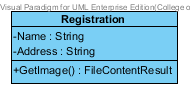 Visual Paradigm for UML Enterprise Edition(College o
Registration
-Name : String
-Address : String
+GetImage() : FileContentResult